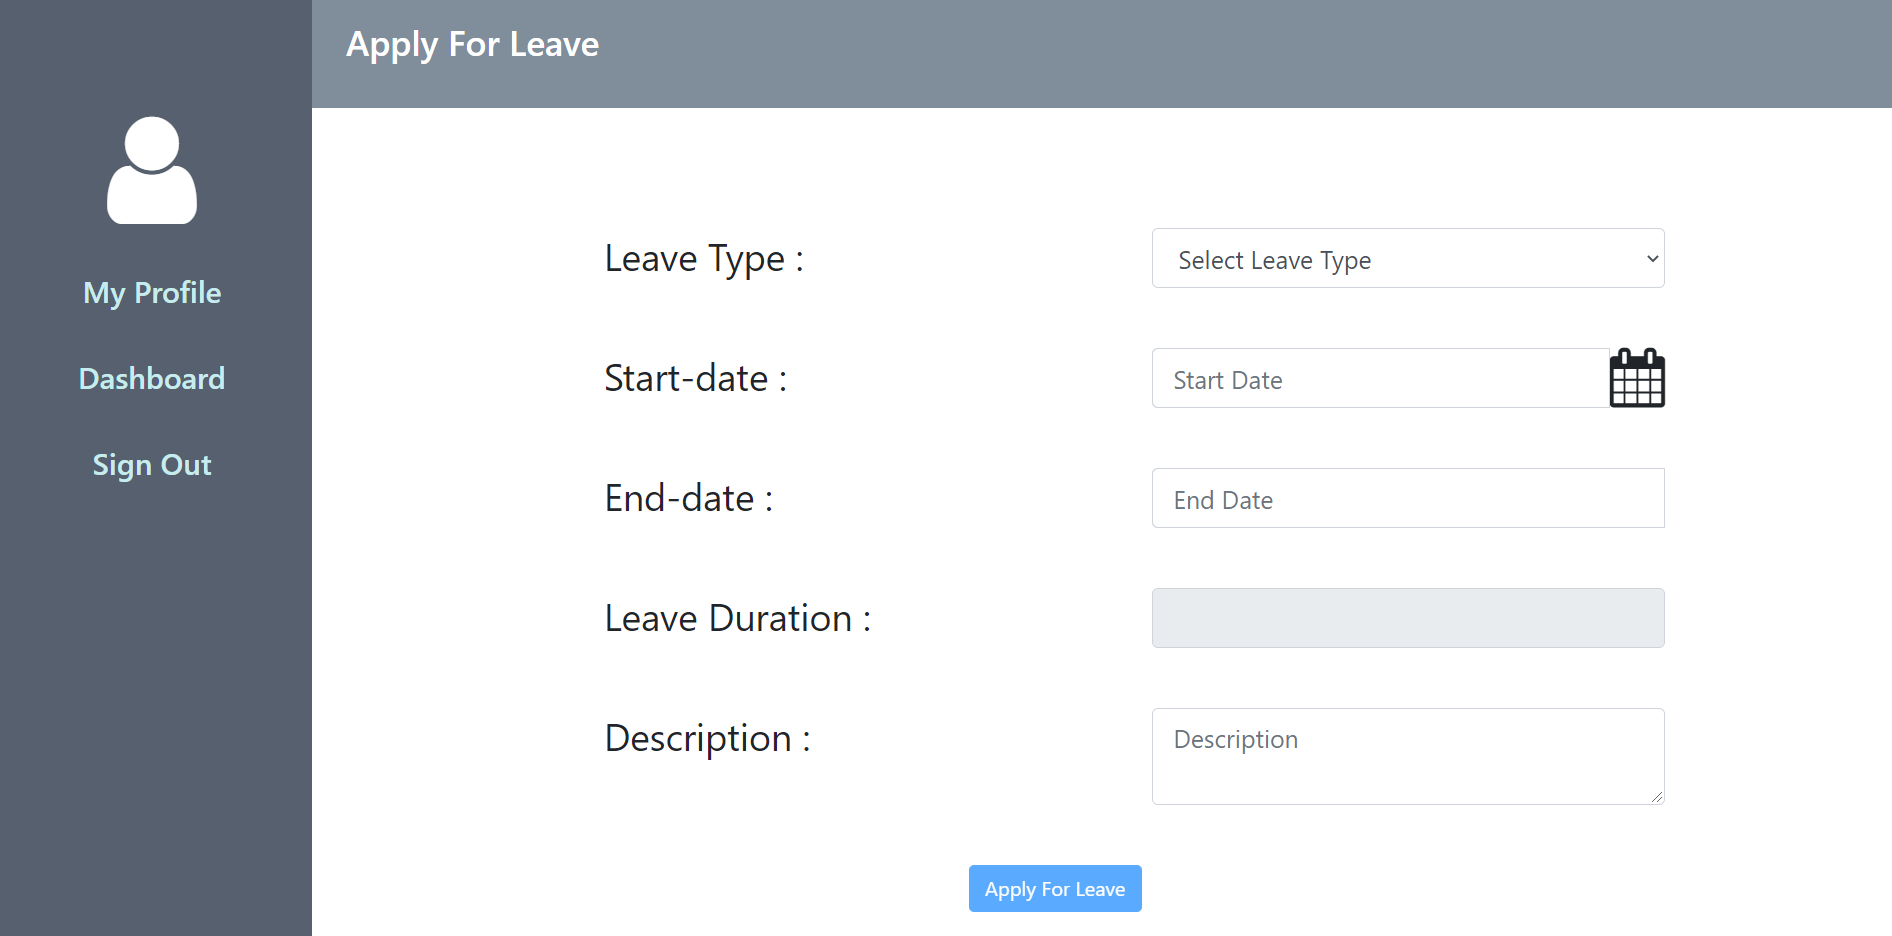 Apply For Leave
My Profile
Dashboard
Sign Out
Leave Type :
Select Leave Type
Start-date :
Start Date
End-date :
End Date
Leave Duration :
Description :
Description
Apply For Leave